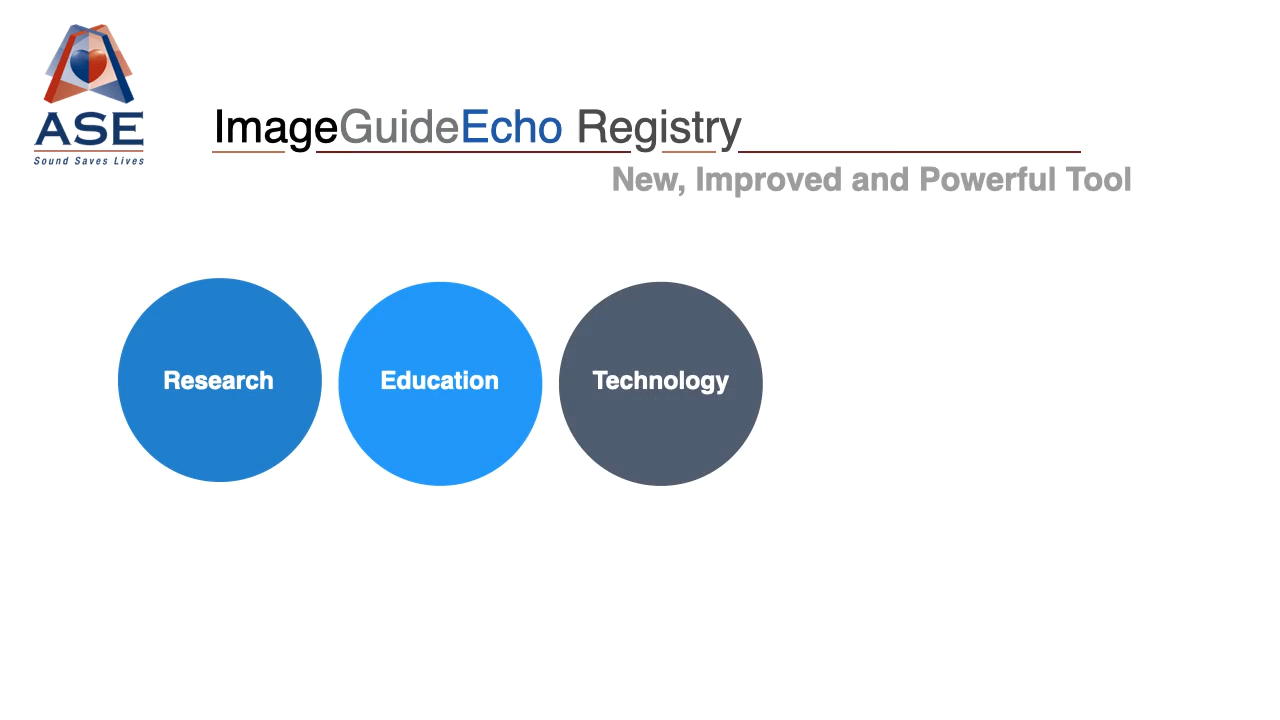 ASE
Sound Saves Lives
ImageGuideEcho Registry
New, Improved and Powerful Tool
Research
Education
Technology